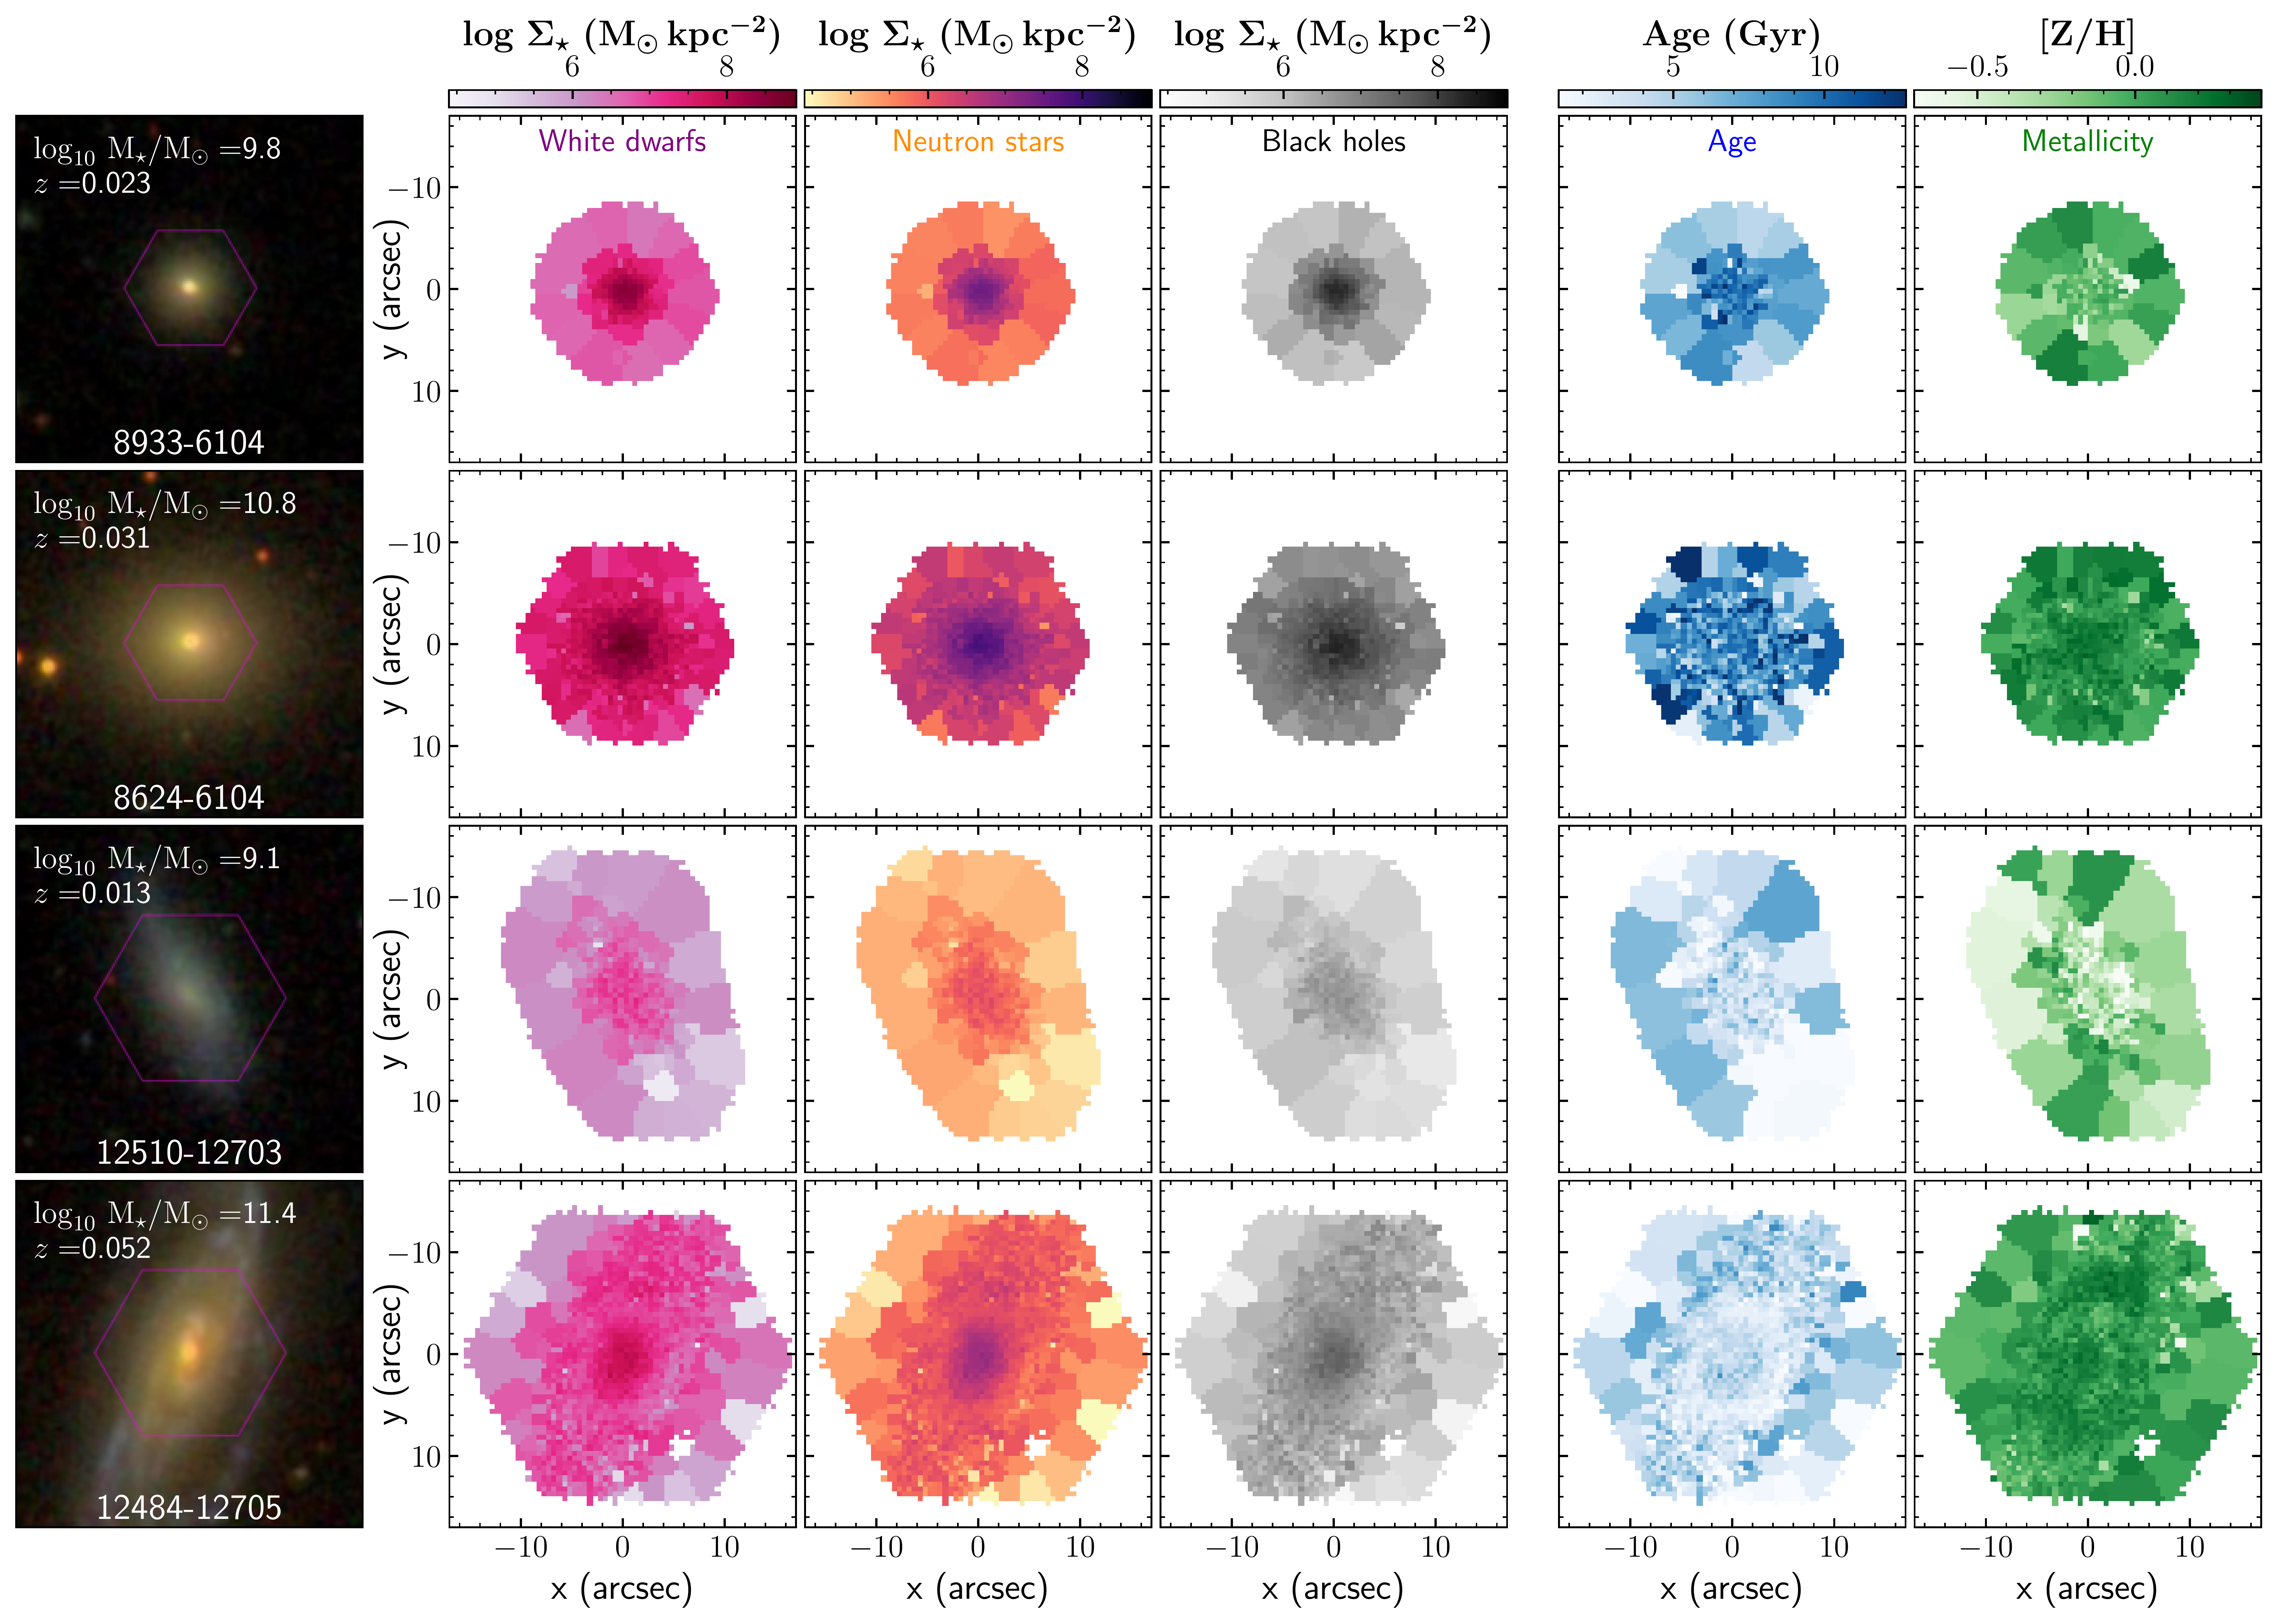 log Σ⋆ (M⊙ kpc⁻²) log Σ⋆ (M⊙ kpc⁻²) log Σ⋆ (M⊙ kpc⁻²) Age (Gyr) [Z/H]
6 8 6 8 6 8 5 10 −0.5 0.0
log₁₀ M⋆/M⊙ =9.8
z =0.023
8933-6104
White dwarfs Neutron stars Black holes Age Metallicity
−10
0
10
y (arcsec)
log₁₀ M⋆/M⊙ =10.8
z =0.031
8624-6104
−10
0
10
y (arcsec)
log₁₀ M⋆/M⊙ =9.1
z =0.013
12510-12703
−10
0
10
y (arcsec)
log₁₀ M⋆/M⊙ =11.4
z =0.052
12484-12705
−10
0
10
y (arcsec)
−10 0 10 −10 0 10 −10 0 10 −10 0 10 −10 0 10
x (arcsec) x (arcsec) x (arcsec) x (arcsec) x (arcsec)